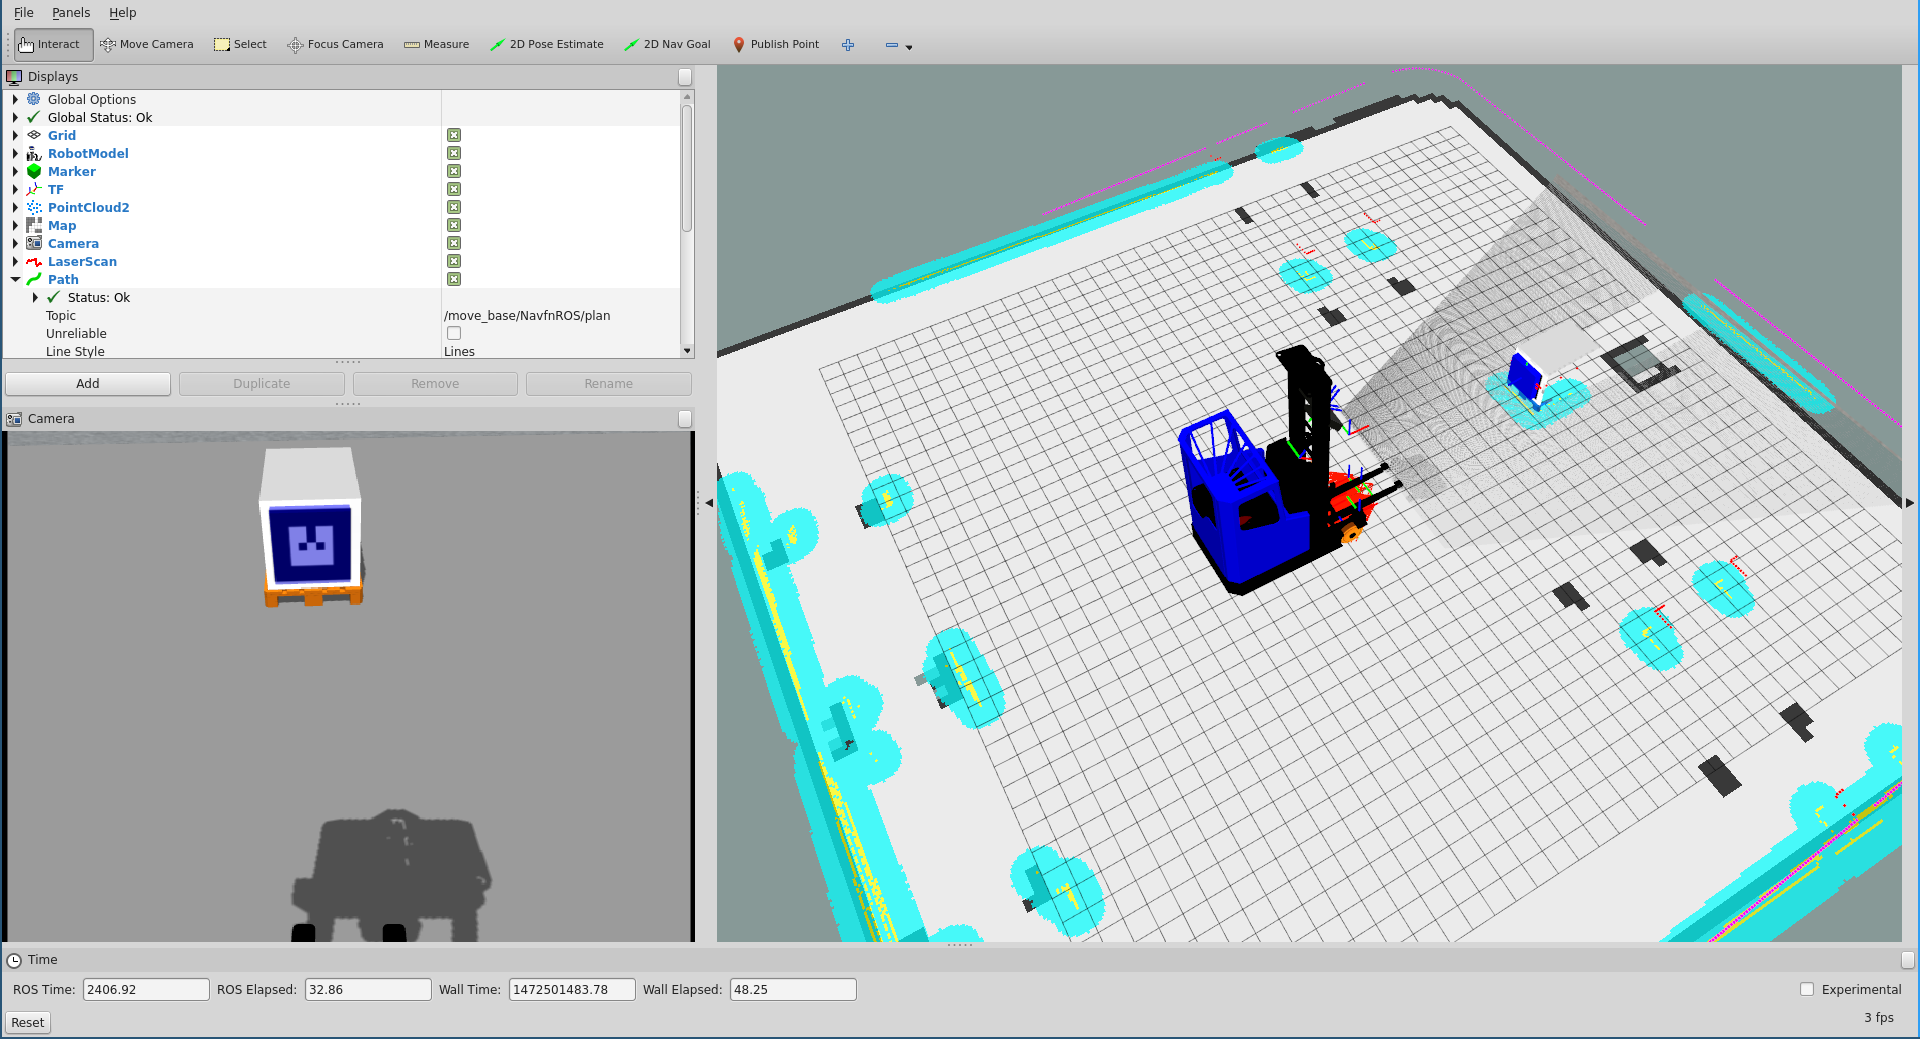 File Panels Help
Interact Move Camera Select Focus Camera Measure 2D Pose Estimate 2D Nav Goal Publish Point
Displays
Global Options
Global Status: Ok
Grid
RobotModel
Marker
TF
PointCloud2
Map
Camera
LaserScan
Path
Status: Ok
Topic /move_base/NavfnROS/plan
Unreliable
Line Style Lines
Add Duplicate Remove Rename
Camera
Time
ROS Time: 2406.92 ROS Elapsed: 32.86 Wall Time: 1472501483.78 Wall Elapsed: 48.25 Experimental
Reset 3 fps